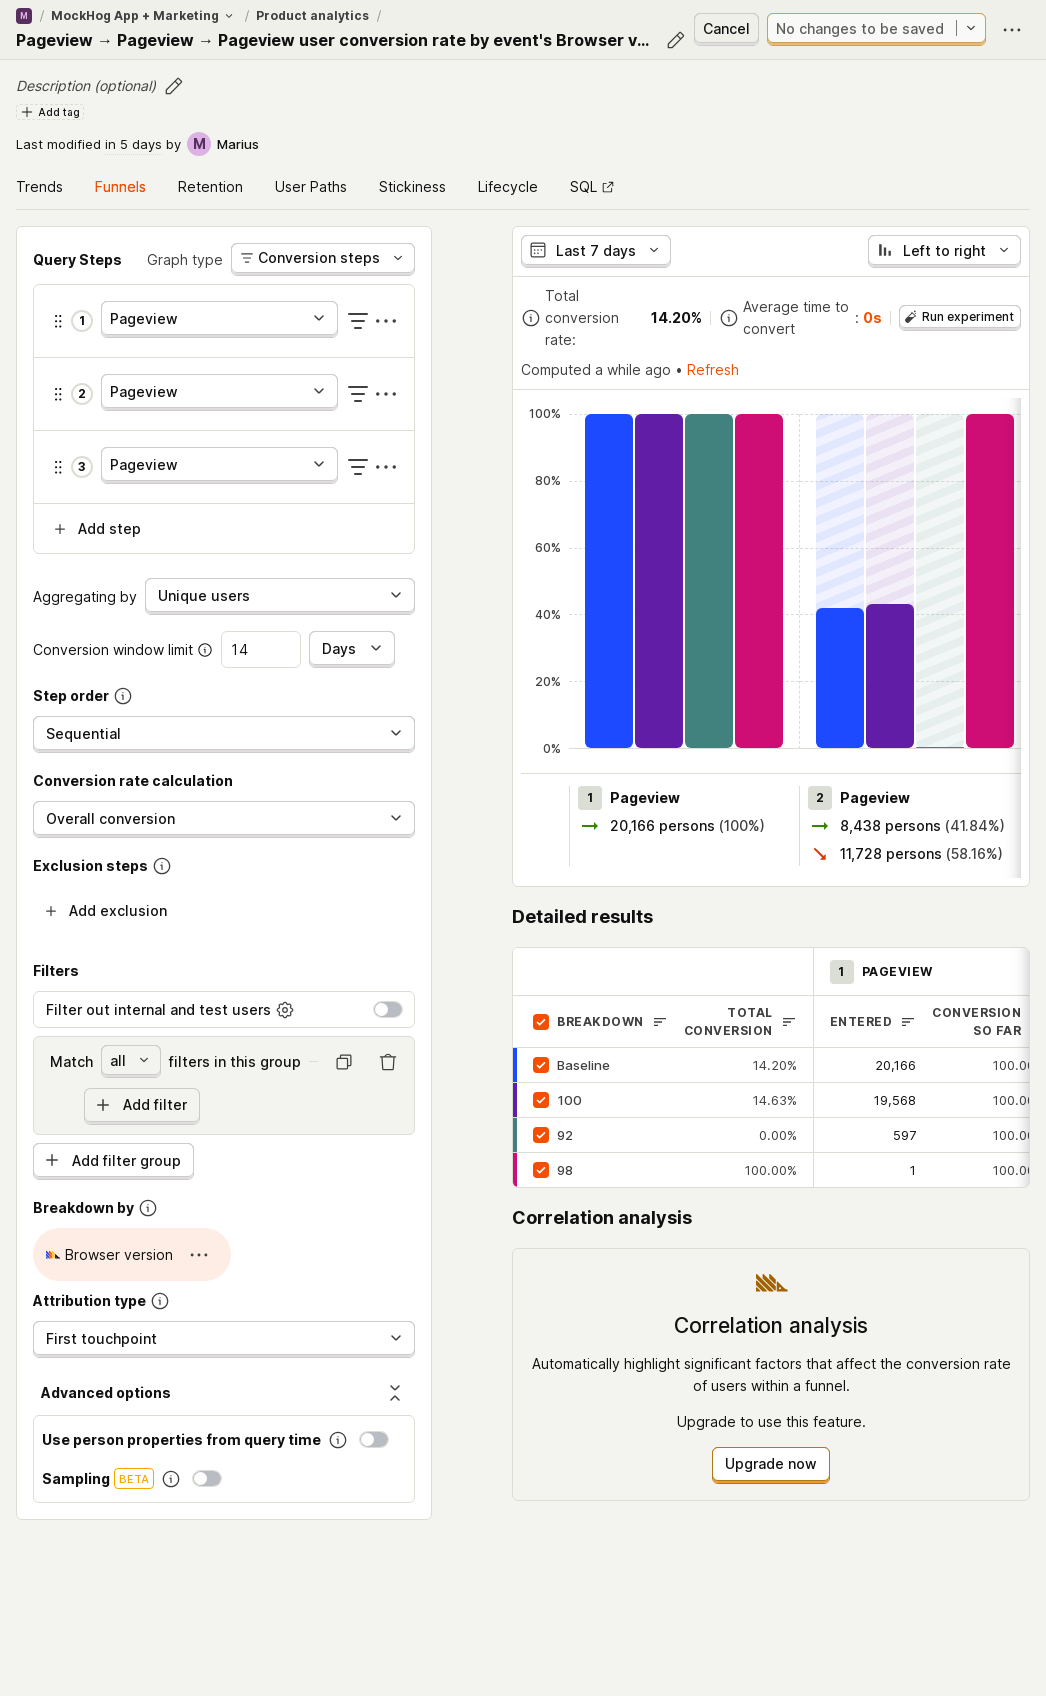 M / MockHog App + Marketing / Product analytics /
Pageview → Pageview → Pageview user conversion rate by event's Browser v...
Cancel
No changes to be saved
Description (optional)
Add tag
Last modified in 5 days by M Marius
Trends Funnels Retention User Paths Stickiness Lifecycle SQL
Query Steps Graph type Conversion steps
1 Pageview
2 Pageview
3 Pageview
Add step
Aggregating by Unique users
Conversion window limit 14 Days
Step order
Sequential
Conversion rate calculation
Overall conversion
Exclusion steps
Add exclusion
Filters
Filter out internal and test users
Match all filters in this group
Add filter
Add filter group
Breakdown by
Browser version
Attribution type
First touchpoint
Advanced options
Use person properties from query time
Sampling BETA
Last 7 days Left to right
Total conversion rate: 14.20%
Average time to convert : 0s
Run experiment
Computed a while ago • Refresh
100%
80%
60%
40%
20%
0%
1 Pageview
20,166 persons (100%)
2 Pageview
8,438 persons (41.84%)
11,728 persons (58.16%)
Detailed results
1 PAGEVIEW
BREAKDOWN TOTAL CONVERSION ENTERED CONVERSION SO FAR
Baseline 14.20% 20,166 100.00
100 14.63% 19,568 100.00
92 0.00% 597 100.00
98 100.00% 1 100.00
Correlation analysis
Correlation analysis
Automatically highlight significant factors that affect the conversion rate
of users within a funnel.
Upgrade to use this feature.
Upgrade now